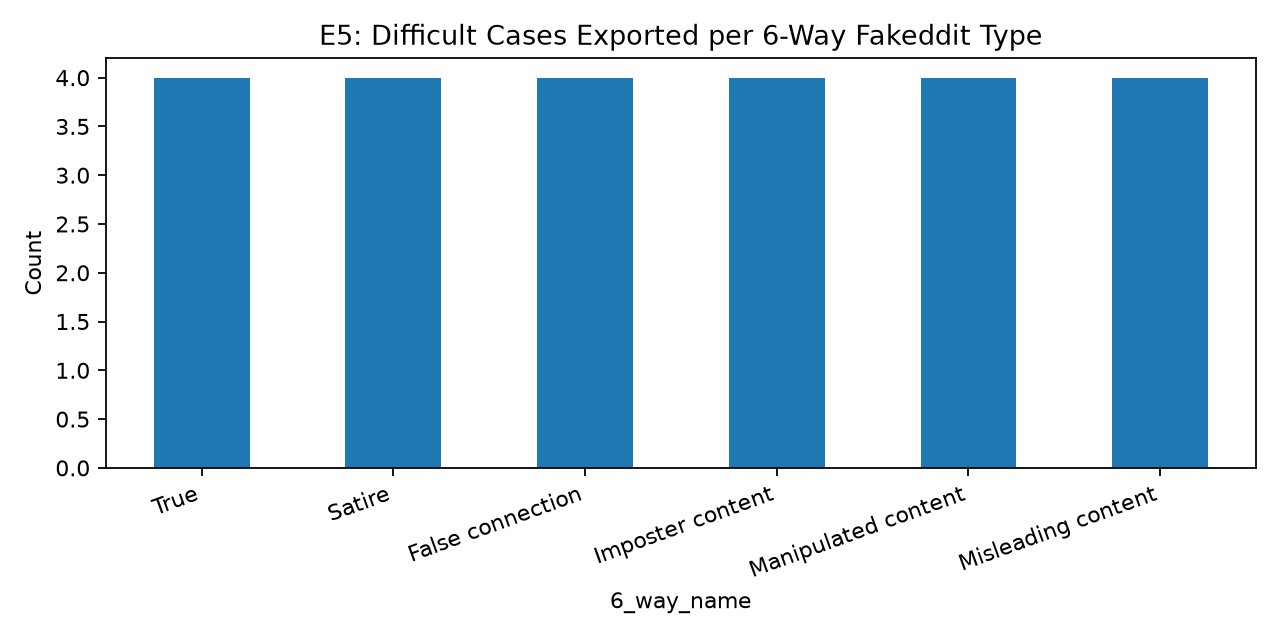 E5: Difficult Cases Exported per 6-Way Fakeddit Type
Count
4.0
3.5
3.0
2.5
2.0
1.5
1.0
0.5
0.0
True
Satire
False connection
Imposter content
Manipulated content
Misleading content
6_way_name